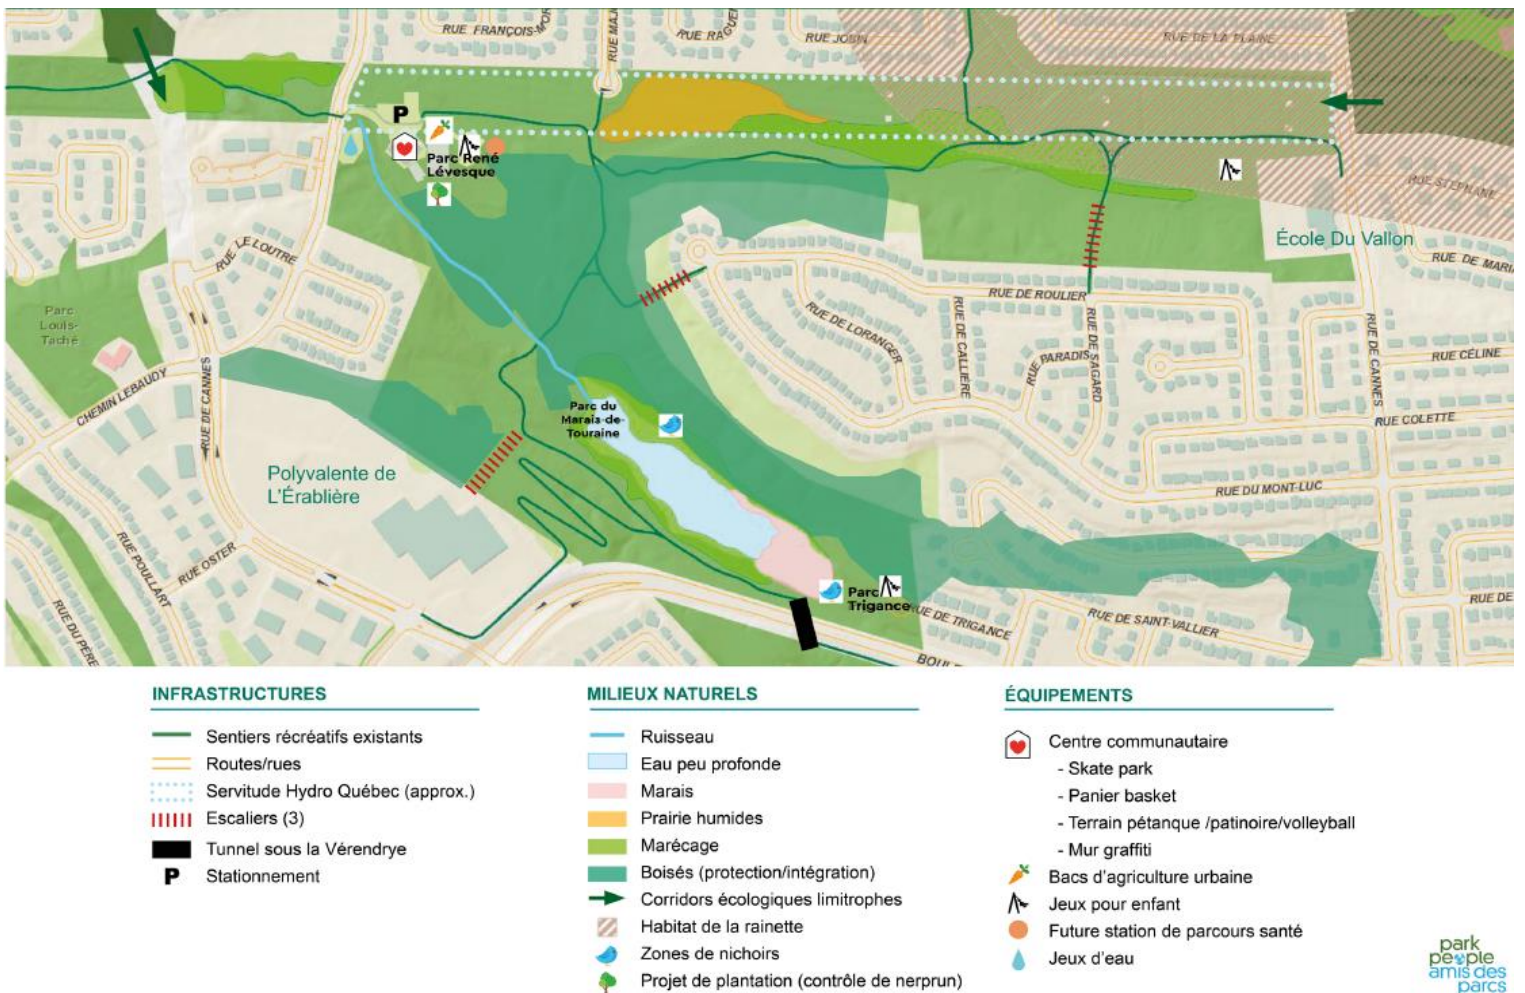 RUE FRANÇOIS-MOR
RUE MAJ
RUE RAGUE
RUE JOBIN
RUE DE LA PLAINE
P
Parc René
Lévesque
RUE STÉPHANE
École Du Vallon
RUE DE MARIA
RUE LE LOUTRE
Parc
Louis-
Taché
RUE DE ROULIER
RUE DE LORANGER
RUE DE CALLIÈRE
RUE PARADIS
RUE DE SAGARD
RUE DE CANNES
RUE CÉLINE
CHEMIN LEBAUDY
RUE DE CANNES
Parc du
Marais-de-
Touraine
RUE COLETTE
Polyvalente de
L'Érablière
RUE DU MONT-LUC
RUE POULLART
RUE OSTER
RUE DU PÈRE
Parc
Trigance
RUE DE TRIGANCE
RUE DE SAINT-VALLIER
RUE DE
BOULE
INFRASTRUCTURES
Sentiers récréatifs existants
Routes/rues
Servitude Hydro Québec (approx.)
Escaliers (3)
Tunnel sous la Vérendrye
P Stationnement
MILIEUX NATURELS
Ruisseau
Eau peu profonde
Marais
Prairie humides
Marécage
Boisés (protection/intégration)
Corridors écologiques limitrophes
Habitat de la rainette
Zones de nichoirs
Projet de plantation (contrôle de nerprun)
ÉQUIPEMENTS
Centre communautaire
- Skate park
- Panier basket
- Terrain pétanque /patinoire/volleyball
- Mur graffiti
Bacs d'agriculture urbaine
Jeux pour enfant
Future station de parcours santé
Jeux d'eau
park
people
amis des
parcs